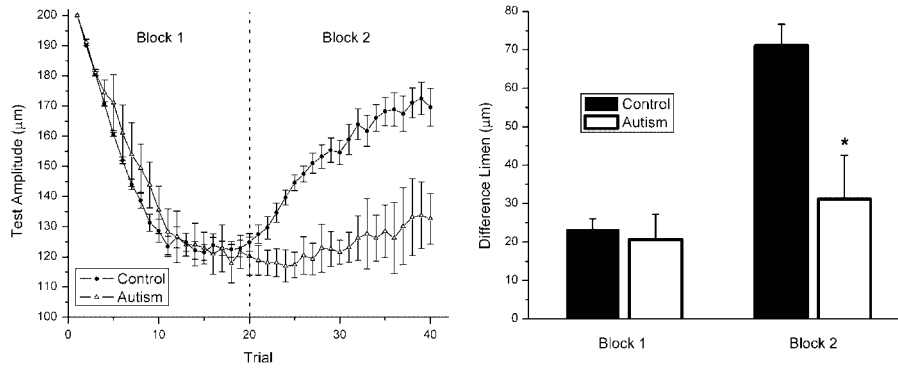 Test Amplitude (μm)
200
190
180
170
160
150
140
130
120
110
100
Block 1
Block 2
Control
Autism
0
10
20
30
40
Trial
Difference Limen (μm)
80
70
60
50
40
30
20
10
0
Control
Autism
*
Block 1
Block 2